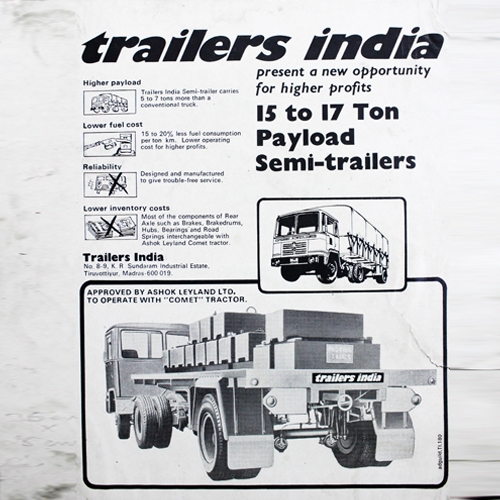 trailers india
present a new opportunity
for higher profits
15 to 17 Ton
Payload
Semi-trailers
Higher payload
Trailers India Semi-trailer carries
5 to 7 tons more than a
conventional truck.
Lower fuel cost
15 to 20% less fuel consumption
per ton km. Lower operating
cost for higher profits.
Reliability
Designed and manufactured
to give trouble-free service.
Lower inventory costs
Most of the components of Rear
Axle such as Brakes, Brakedrums,
Hubs, Bearings and Road
Springs interchangeable with
Ashok Leyland Comet tractor.
Trailers India
No. 8-9, K. R. Sundaram Industrial Estate,
Tiruvottiyur, Madras-600 019.
APPROVED BY ASHOK LEYLAND LTD.
TO OPERATE WITH "COMET" TRACTOR.
trailers india